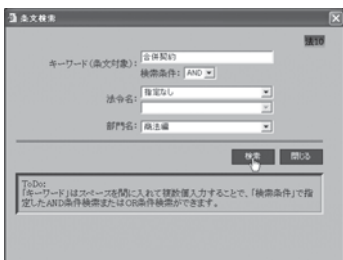 条文検索
法10
キーワード(条文対象): 合併契約
検索条件: AND
法令名: 指定なし
部門名: 商法編
検索 閉じる
ToDo:
「キーワード」はスペースを間に入れて複数値入力することで、「検索条件」で指
定したAND条件検索またはOR条件検索ができます。